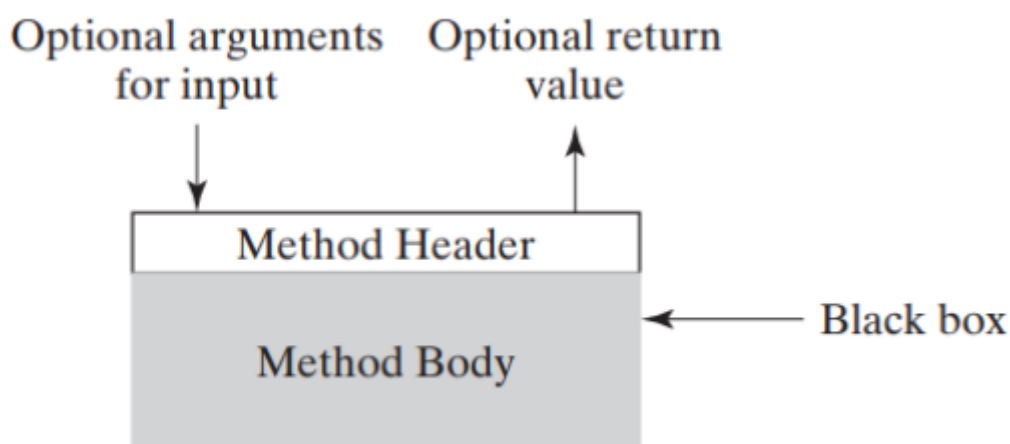 Optional arguments
for input
Optional return
value
Method Header
Black box
Method Body